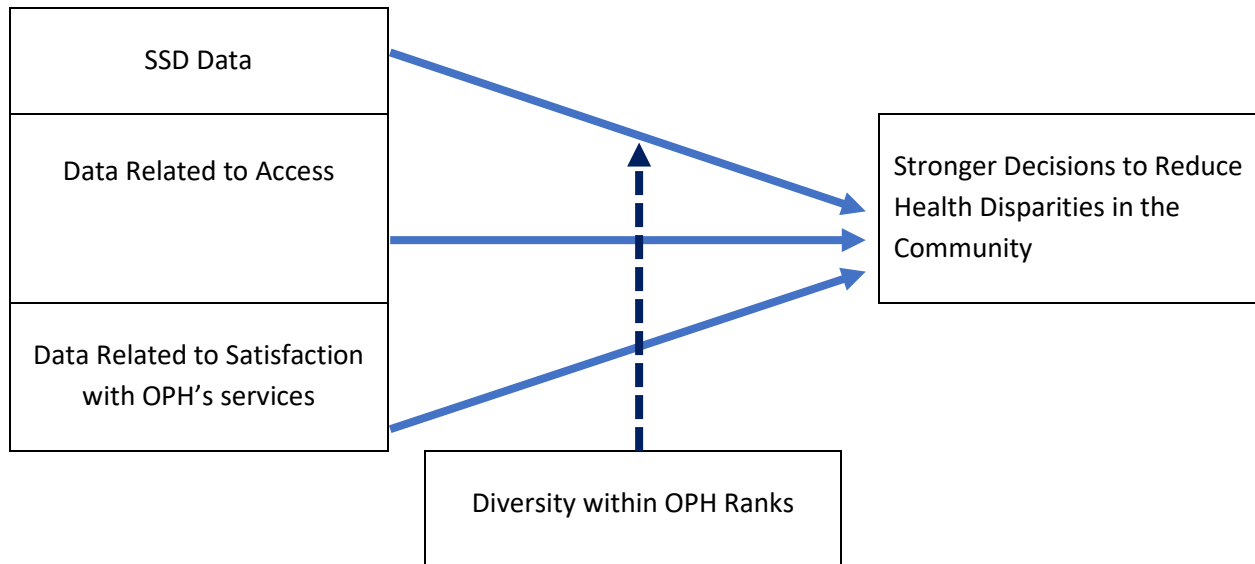 SSD Data
Data Related to Access
Data Related to Satisfaction
with OPH’s services
Stronger Decisions to Reduce
Health Disparities in the
Community
Diversity within OPH Ranks